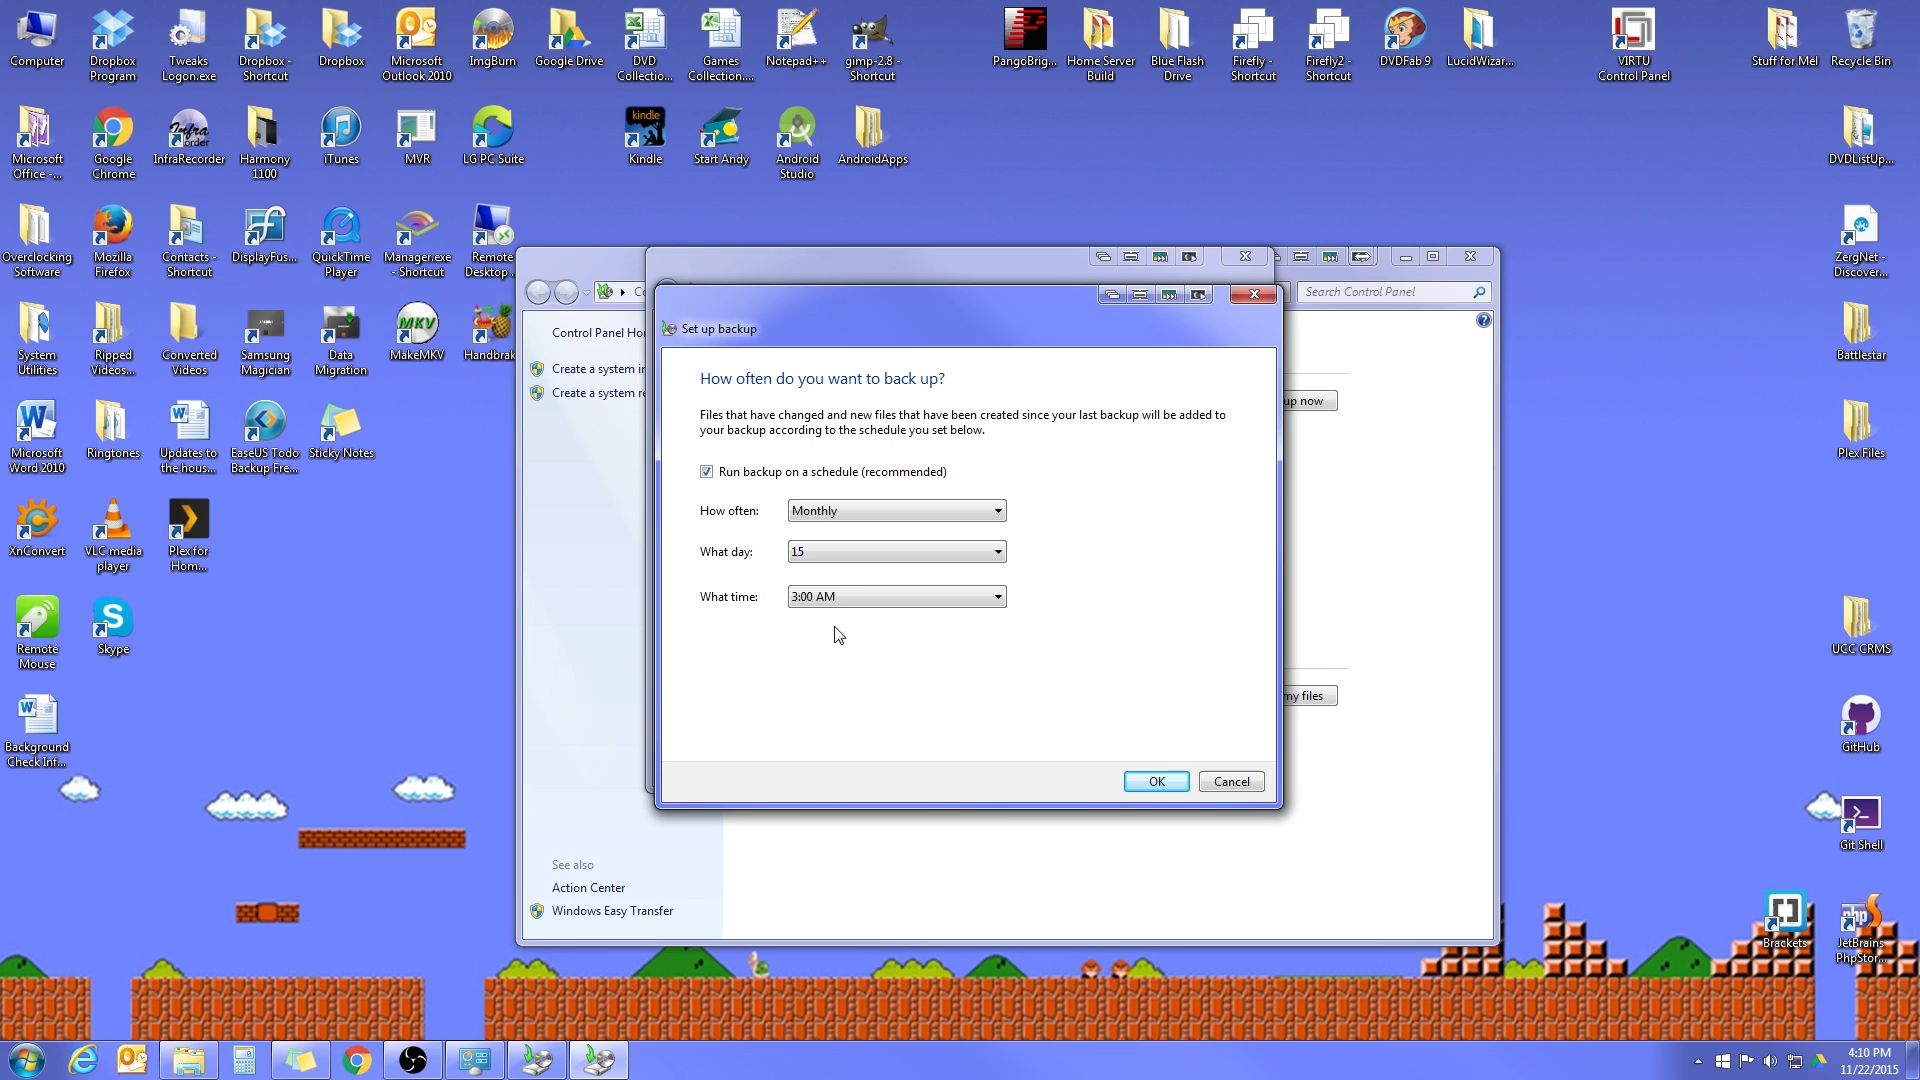 Computer
Dropbox
Program
Tweaks
Logon.exe
Dropbox -
Shortcut
Dropbox
Microsoft
Outlook 2010
ImgBurn
Google Drive
DVD
Collectio...
Games
Collection....
Notepad++
gimp-2.8 -
Shortcut
PangoBrig...
Home Server
Build
Blue Flash
Drive
Firefly -
Shortcut
Firefly2 -
Shortcut
DVDFab 9
LucidWizar...
VIRTU
Control Panel
Stuff for Mel
Recycle Bin
Microsoft
Office -...
Google
Chrome
InfraRecorder
Harmony
1100
iTunes
MVR
LG PC Suite
kindle
Kindle
Start Andy
Android
Studio
AndroidApps
DVDListUp...
Overclocking
Software
Mozilla
Firefox
Contacts -
Shortcut
DisplayFus...
QuickTime
Player
Manager.exe
- Shortcut
Remote
Desktop
ZergNet -
Discover...
System
Utilities
Ripped
Videos...
Converted
Videos
Samsung
Magician
Data
Migration
MKV
MakeMKV
Handbrak
Battlestar
Microsoft
Word 2010
Ringtones
Updates to
the hous...
EaseUS Todo
Backup Fre...
Sticky Notes
Plex Files
XnConvert
VLC media
player
Plex for
Hom...
Remote
Mouse
Skype
UCC CRMS
Background
Check Inf...
GitHub
Git Shell
Brackets
JetBrains
PhpStor...
Co
Search Control Panel
Control Panel Ho
Create a system i
Create a system re
up now
my files
See also
Action Center
Windows Easy Transfer
Set up backup
How often do you want to back up?
Files that have changed and new files that have been created since your last backup will be added to
your backup according to the schedule you set below.
Run backup on a schedule (recommended)
How often: Monthly
What day: 15
What time: 3:00 AM
OK Cancel
4:10 PM
11/22/2015